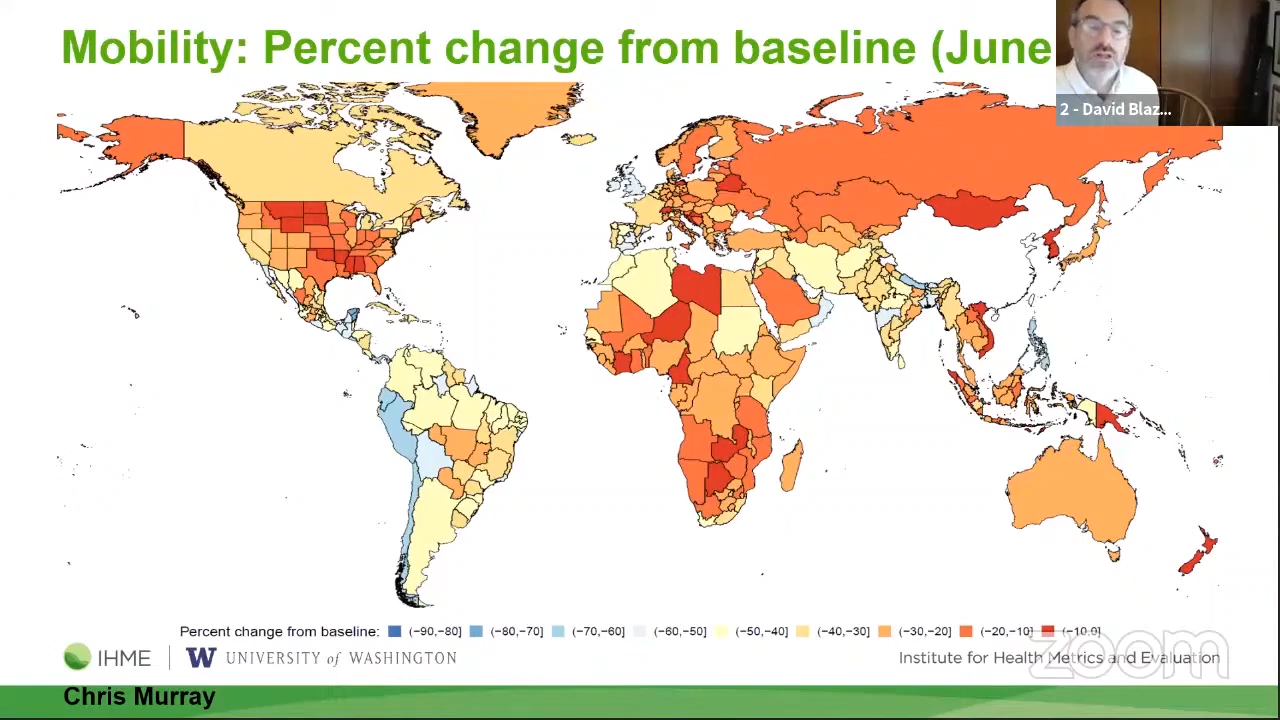 Mobility: Percent change from baseline (June
2 - David Blaz...
Percent change from baseline: (−90,−80] (−80,−70] (−70,−60] (−60,−50] (−50,−40] (−40,−30] (−30,−20] (−20,−10] (−10,0]
IHME W UNIVERSITY of WASHINGTON Institute for Health Metrics and Evaluation
zoom
Chris Murray